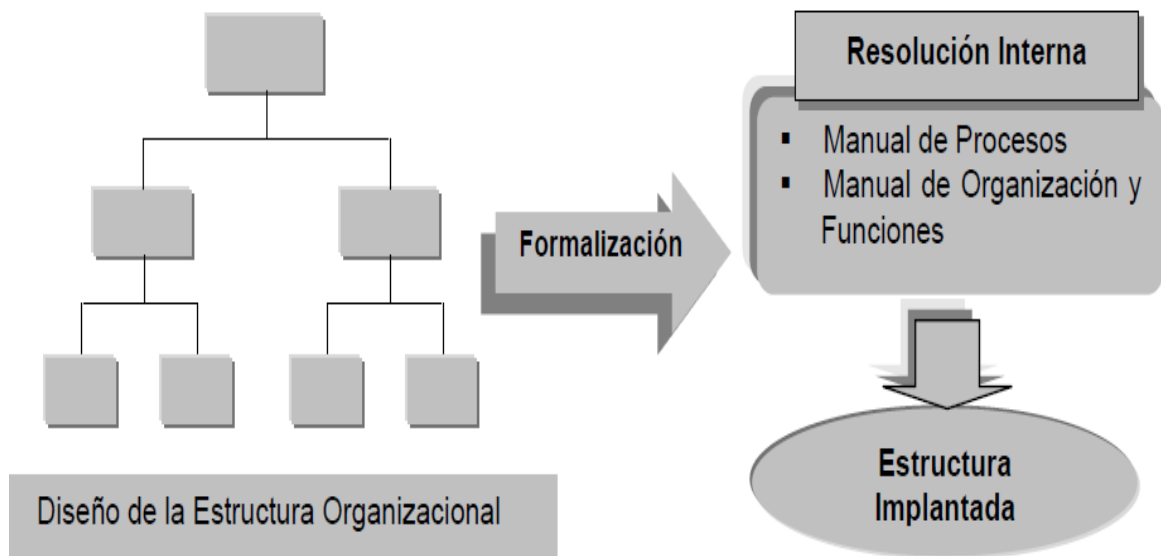 Resolución Interna
▪ Manual de Procesos
▪ Manual de Organización y
Funciones
Formalización
Estructura
Implantada
Diseño de la Estructura Organizacional